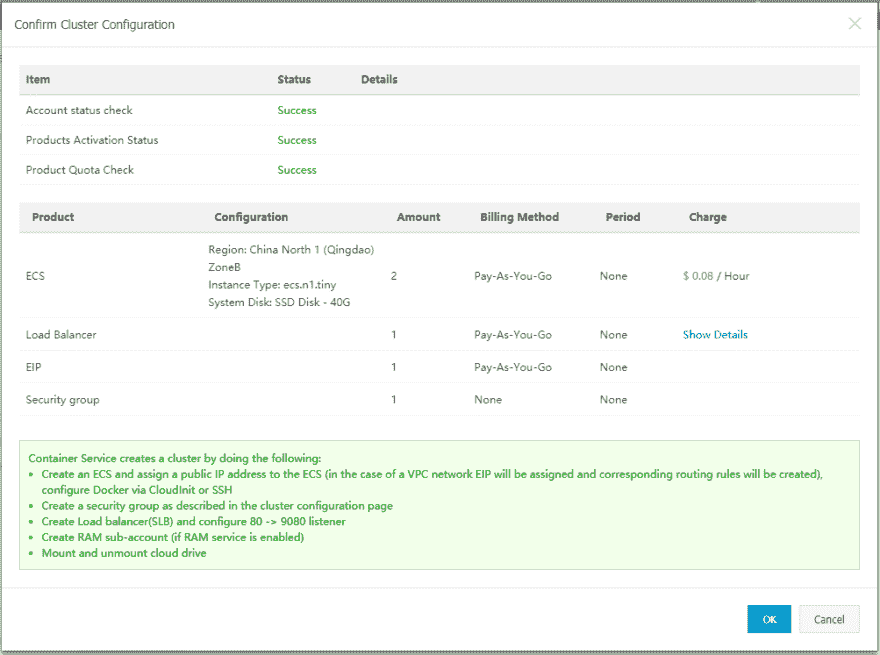 Confirm Cluster Configuration
Item Status Details
Account status check Success
Products Activation Status Success
Product Quota Check Success
Product Configuration Amount Billing Method Period Charge
Region: China North 1 (Qingdao)
ZoneB
ECS 2 Pay-As-You-Go None $ 0.08 / Hour
Instance Type: ecs.n1.tiny
System Disk: SSD Disk - 40G
Load Balancer 1 Pay-As-You-Go None Show Details
EIP 1 Pay-As-You-Go None
Security group 1 None None
Container Service creates a cluster by doing the following:
• Create an ECS and assign a public IP address to the ECS (in the case of a VPC network EIP will be assigned and corresponding routing rules will be created),
configure Docker via CloudInit or SSH
• Create a security group as described in the cluster configuration page
• Create Load balancer(SLB) and configure 80 -> 9080 listener
• Create RAM sub-account (if RAM service is enabled)
• Mount and unmount cloud drive
OK Cancel